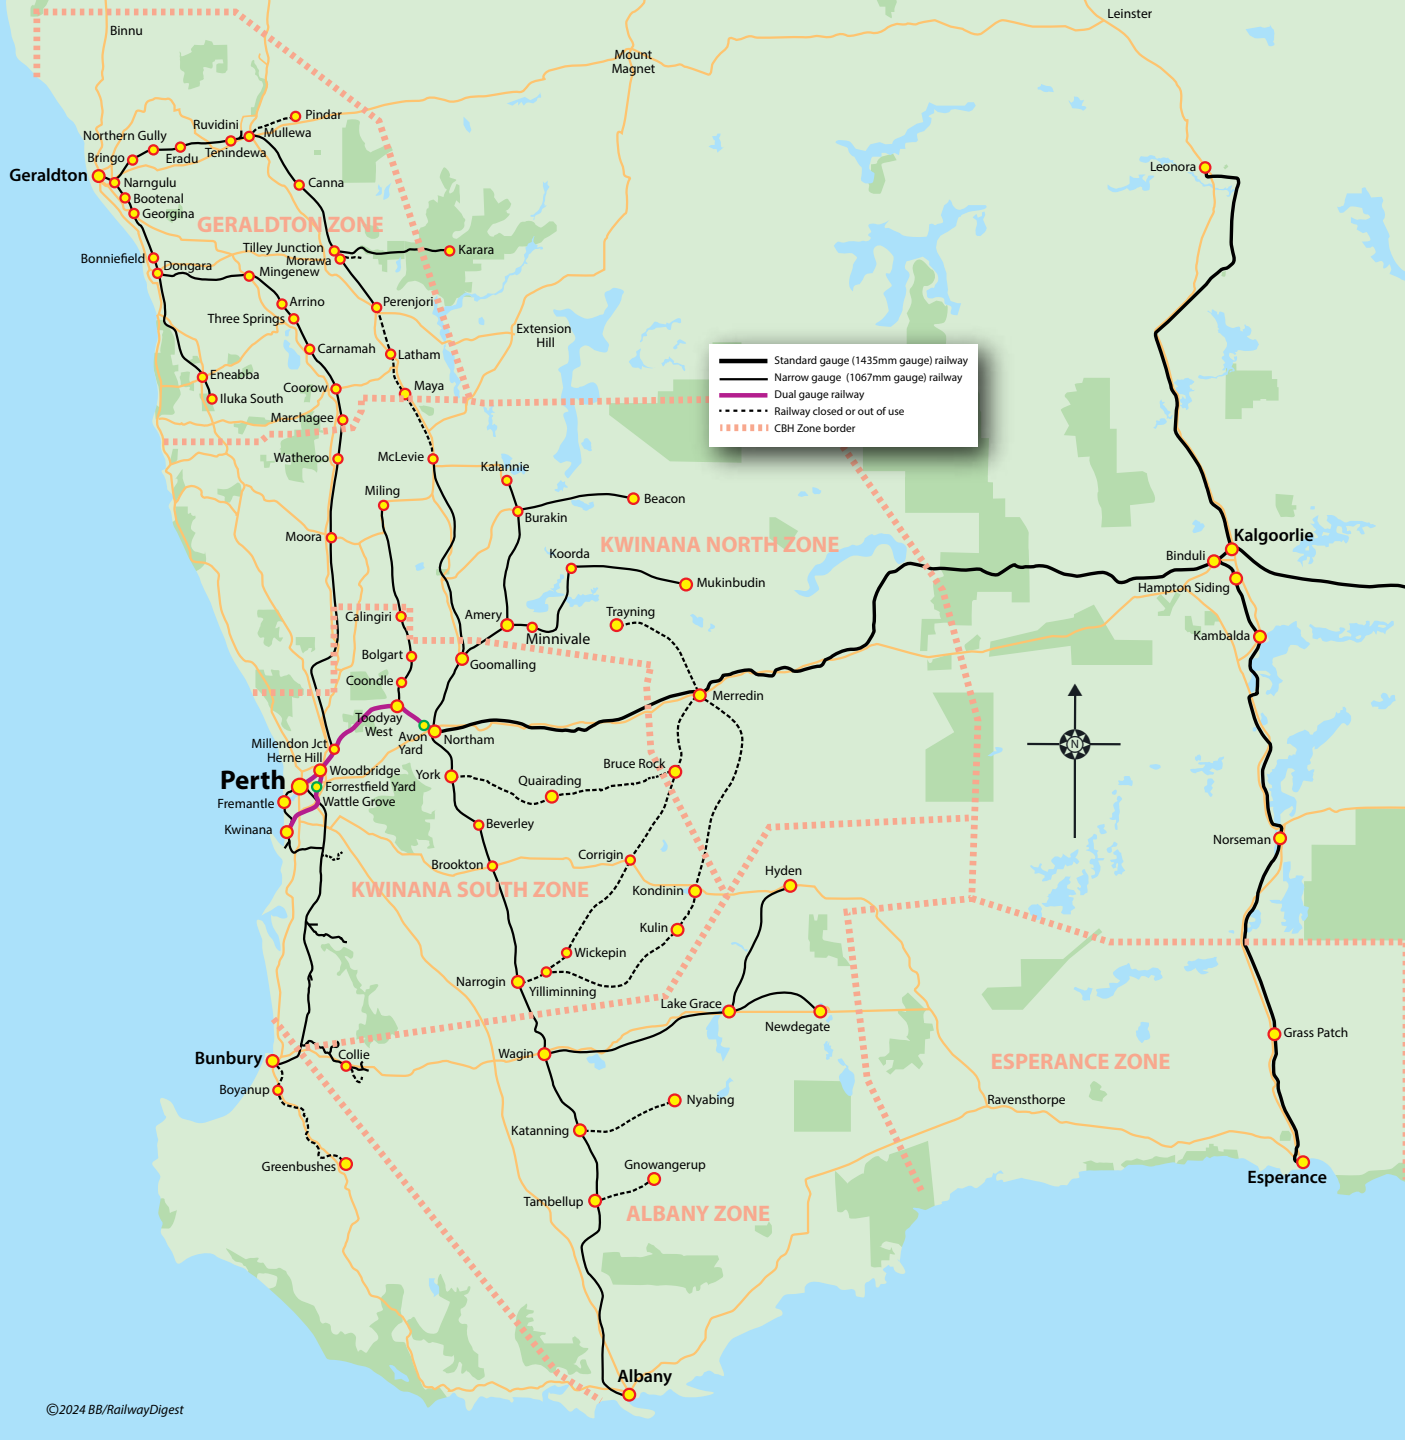 Leinster
Binnu
Mount
Magnet
Pindar
Ruvidini
Northern Gully
Mullewa
Bringo
Eradu
Tenindewa
Leonora
Geraldton
Narngulu
Canna
Bootenal
Georgina
GERALDTON ZONE
Tilley Junction
Karara
Bonniefield
Morawa
Dongara
Mingenew
Arrino
Perenjori
Three Springs
Extension
Hill
Carnamah
Latham
Standard gauge (1435mm gauge) railway
Narrow gauge (1067mm gauge) railway
Dual gauge railway
Railway closed or out of use
CBH Zone border
Eneabba
Coorow
Maya
Iluka South
Marchagee
Watheroo
McLevie
Kalannie
Miling
Beacon
Burakin
Moora
KWINANA NORTH ZONE
Kalgoorlie
Koorda
Binduli
Mukinbudin
Hampton Siding
Calingiri
Amery
Trayning
Minnivale
Kambalda
Bolgart
Goomalling
Coondle
Merredin
Toodyay
West
Avon
Yard
Northam
N
Millendon Jct
Herne Hill
Woodbridge
York
Bruce Rock
Perth
Quairading
Forrestfield Yard
Fremantle
Wattle Grove
Kwinana
Beverley
Norseman
Corrigin
Brookton
Hyden
KWINANA SOUTH ZONE
Kondinin
Kulin
Wickepin
Narrogin
Yilliminning
Lake Grace
Newdegate
Grass Patch
Wagin
Bunbury
Collie
ESPERANCE ZONE
Boyanup
Nyabing
Ravensthorpe
Katanning
Greenbushes
Gnowangerup
Esperance
Tambellup
ALBANY ZONE
Albany
©2024 BB/RailwayDigest